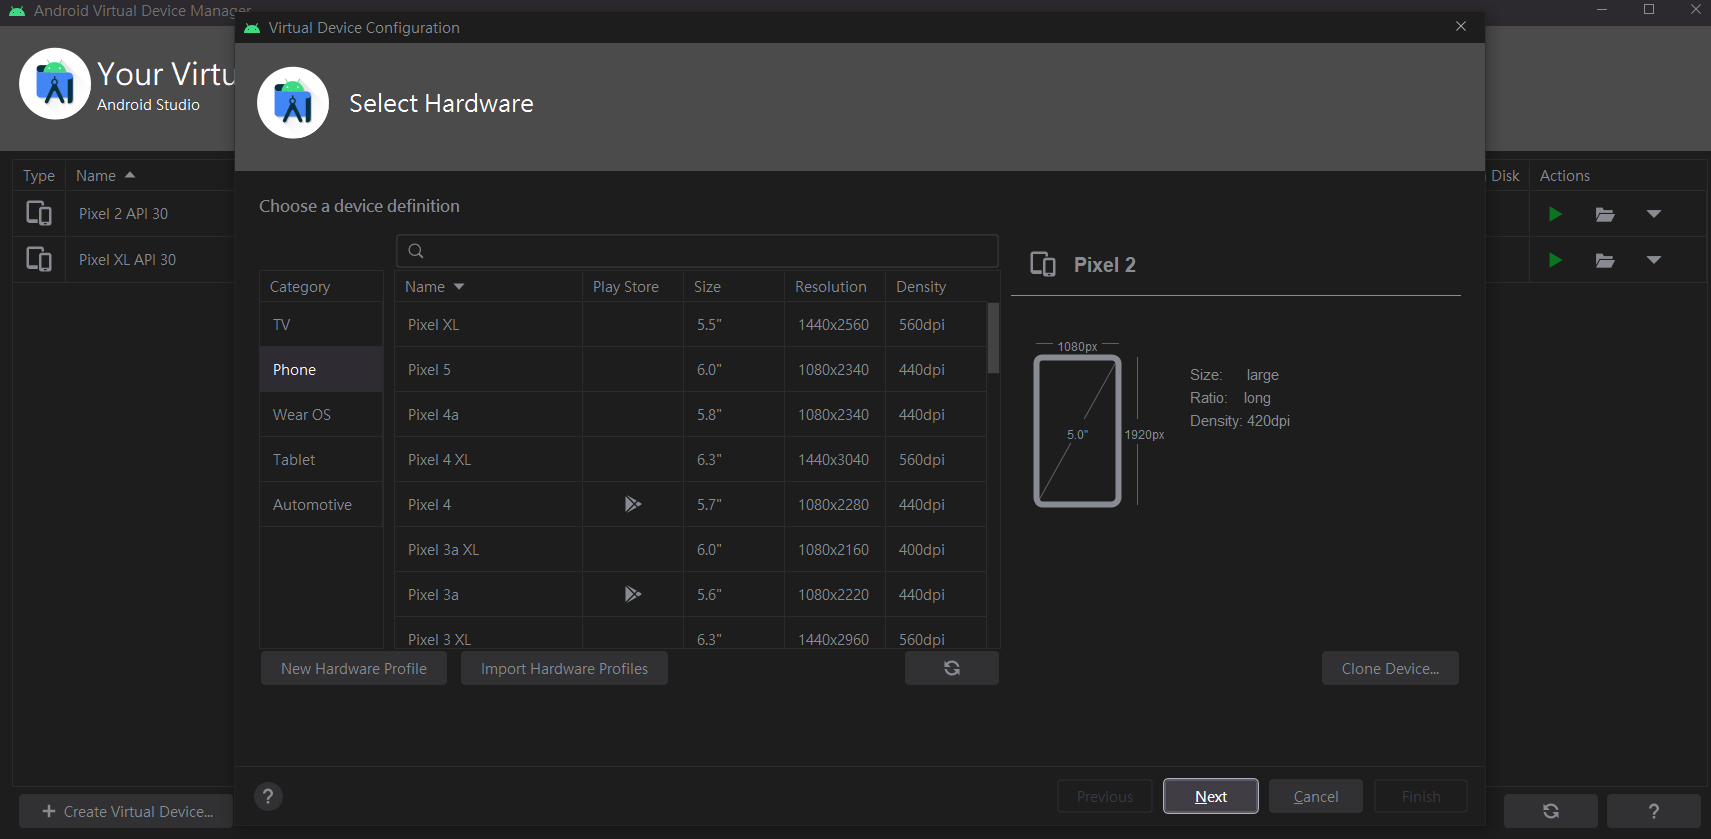 Android Virtual Device Manager
Virtual Device Configuration
Your Virtu
Android Studio
Select Hardware
Type Name Disk Actions
Pixel 2 API 30
Pixel XL API 30
Choose a device definition
Category
TV
Phone
Wear OS
Tablet
Automotive
Name Play Store Size Resolution Density
Pixel XL 5.5" 1440x2560 560dpi
Pixel 5 6.0" 1080x2340 440dpi
Pixel 4a 5.8" 1080x2340 440dpi
Pixel 4 XL 6.3" 1440x3040 560dpi
Pixel 4 5.7" 1080x2280 440dpi
Pixel 3a XL 6.0" 1080x2160 400dpi
Pixel 3a 5.6" 1080x2220 440dpi
Pixel 3 XL 6.3" 1440x2960 560dpi
Pixel 2
1080px
5.0"
1920px
Size: large
Ratio: long
Density: 420dpi
New Hardware Profile Import Hardware Profiles Clone Device...
? Previous Next Cancel Finish
+ Create Virtual Device... ?